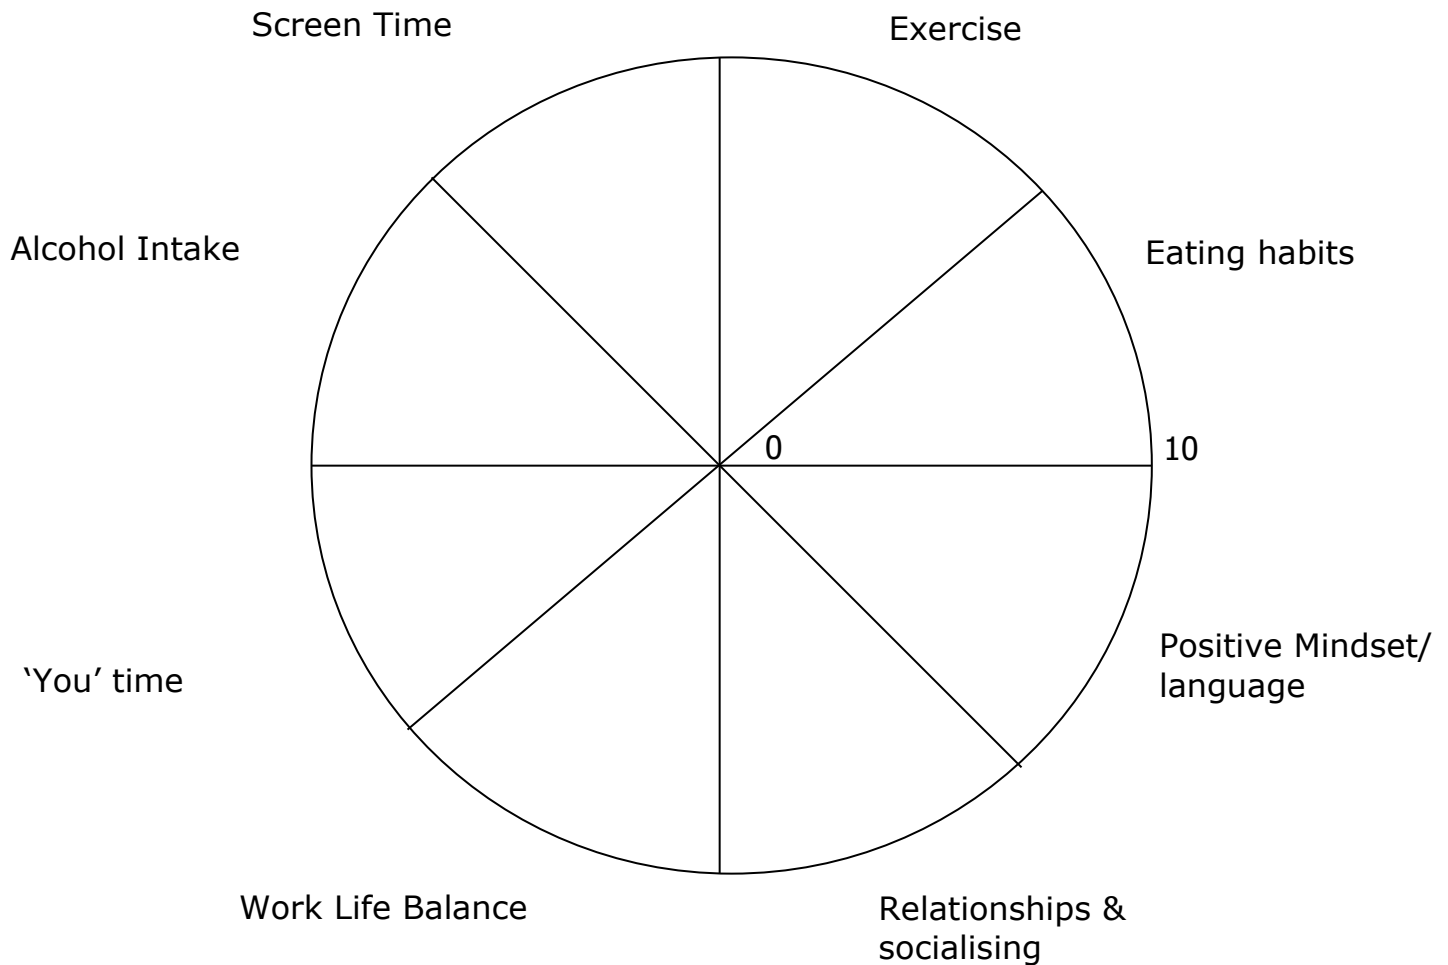 Screen Time
Exercise
Alcohol Intake
Eating habits
0
10
Positive Mindset/
language
‘You’ time
Work Life Balance
Relationships &
socialising